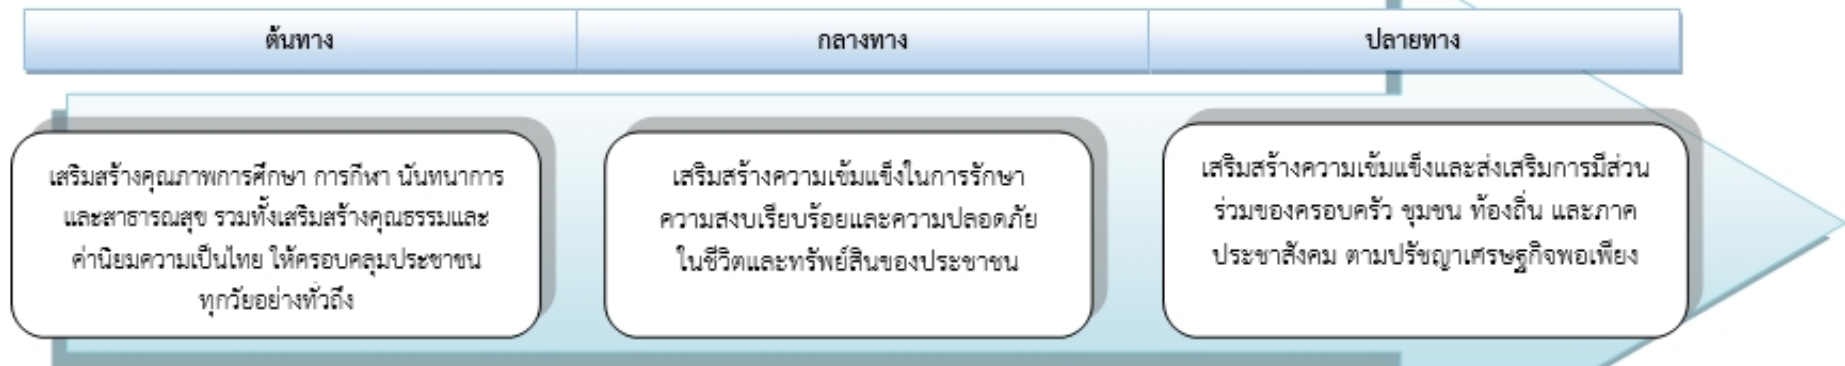 ต้นทาง
กลางทาง
ปลายทาง
เสริมสร้างคุณภาพการศึกษา การกีฬา นันทนาการ
และสาธารณสุข รวมทั้งเสริมสร้างคุณธรรมและ
ค่านิยมความเป็นไทย ให้ครอบคลุมประชาชน
ทุกวัยอย่างทั่วถึง
เสริมสร้างความเข้มแข็งในการรักษา
ความสงบเรียบร้อยและความปลอดภัย
ในชีวิตและทรัพย์สินของประชาชน
เสริมสร้างความเข้มแข็งและส่งเสริมการมีส่วน
ร่วมของครอบครัว ชุมชน ท้องถิ่น และภาค
ประชาสังคม ตามปรัชญาเศรษฐกิจพอเพียง